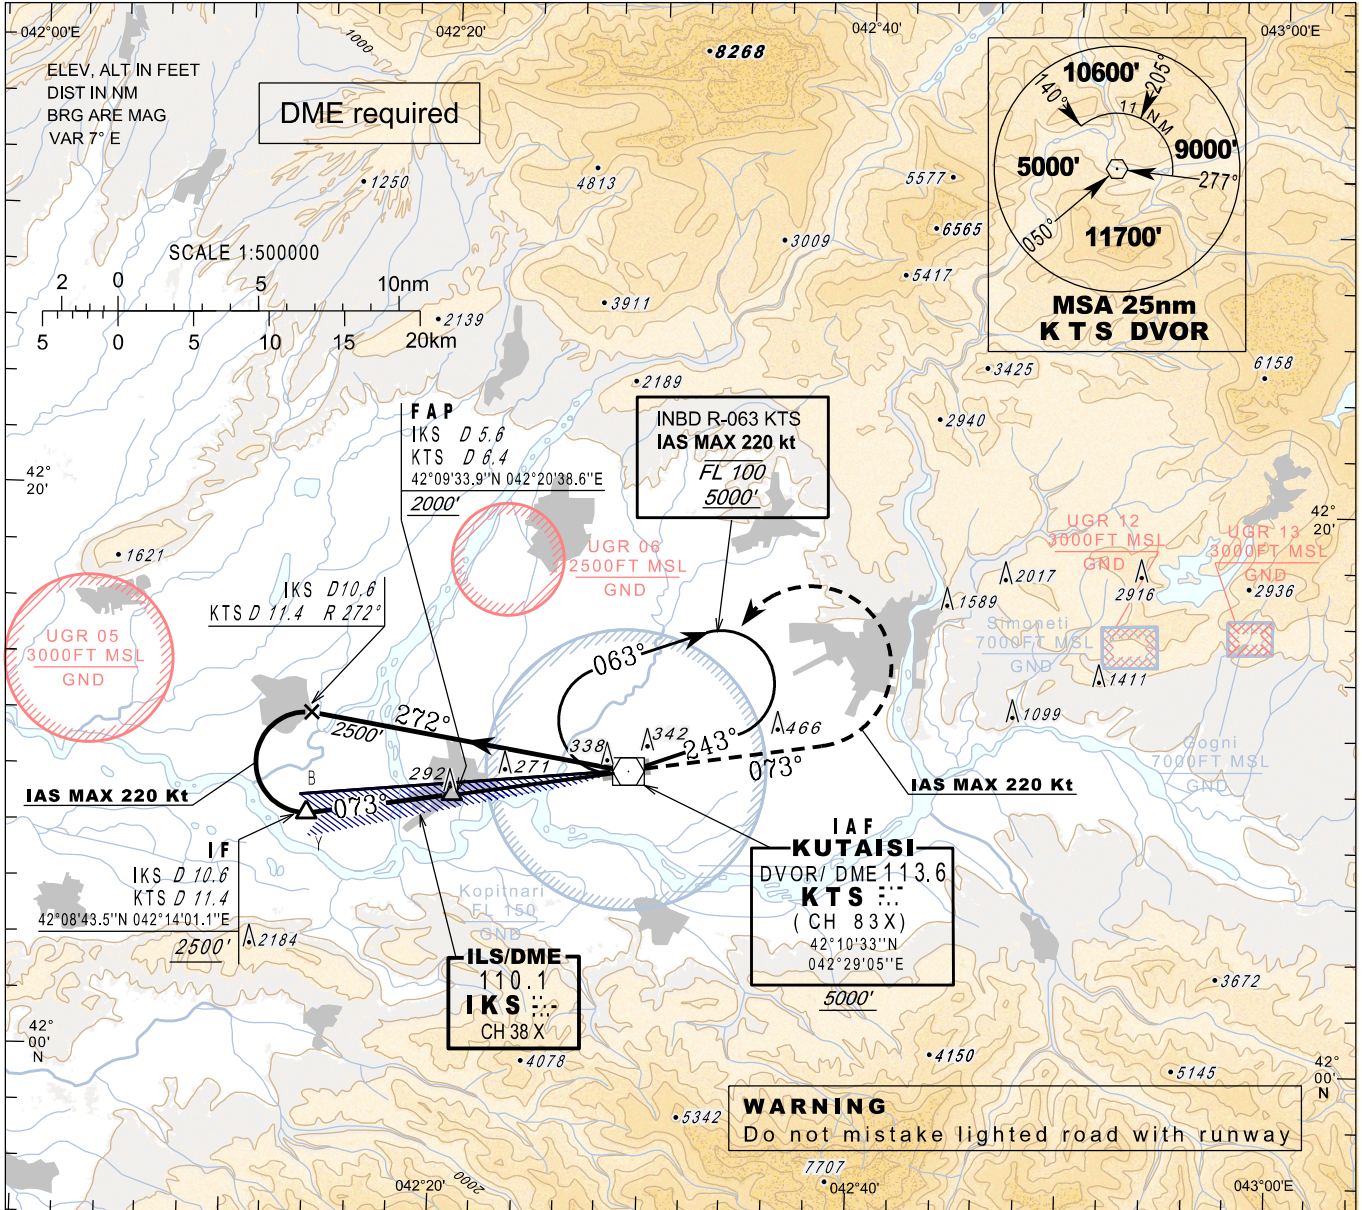 042°00'E
042°20'
042°40'
043°00'E
ELEV, ALT IN FEET
DIST IN NM
BRG ARE MAG
VAR 7° E
DME required
1000
8268
10600'
140°
205°
11 NM
5000'
9000'
277°
050°
11700'
MSA 25nm
KTS DVOR
1250
4813
5577
6565
3009
5417
3911
2139
SCALE 1:500000
2 0 5 10nm
5 0 5 10 15 20km
2189
3425
6158
2940
FAP
IKS D 5.6
KTS D 6.4
42°09'33.9"N 042°20'38.6"E
2000'
INBD R-063 KTS
IAS MAX 220 kt
FL 100
5000'
42°
20'
42°
20'
1621
UGR 06
2500FT MSL
GND
UGR 12
3000FT MSL
GND
UGR 13
3000FT MSL
GND
2017
2916
2936
1589
IKS D10.6
KTS D 11.4 R 272°
UGR 05
3000FT MSL
GND
Simoneti
7000FT MSL
GND
1411
1099
063°
272°
2500'
338
342
243°
466
073°
292
271
B
073°
Y
IAS MAX 220 Kt
IAS MAX 220 Kt
Gogni
7000FT MSL
GND
IF
IKS D 10.6
KTS D 11.4
42°08'43.5"N 042°14'01.1"E
2500'
2184
IAF
KUTAISI
DVOR/ DME 113.6
KTS
( CH 83X)
42°10'33"N
042°29'05"E
5000'
Kopitnari
FL 150
GND
ILS/DME
110.1
IKS
CH 38 X
3672
42°
00'
N
4078
4150
5145
42°
00'
N
5342
WARNING
Do not mistake lighted road with runway
7707
2000
042°20'
042°40'
043°00'E